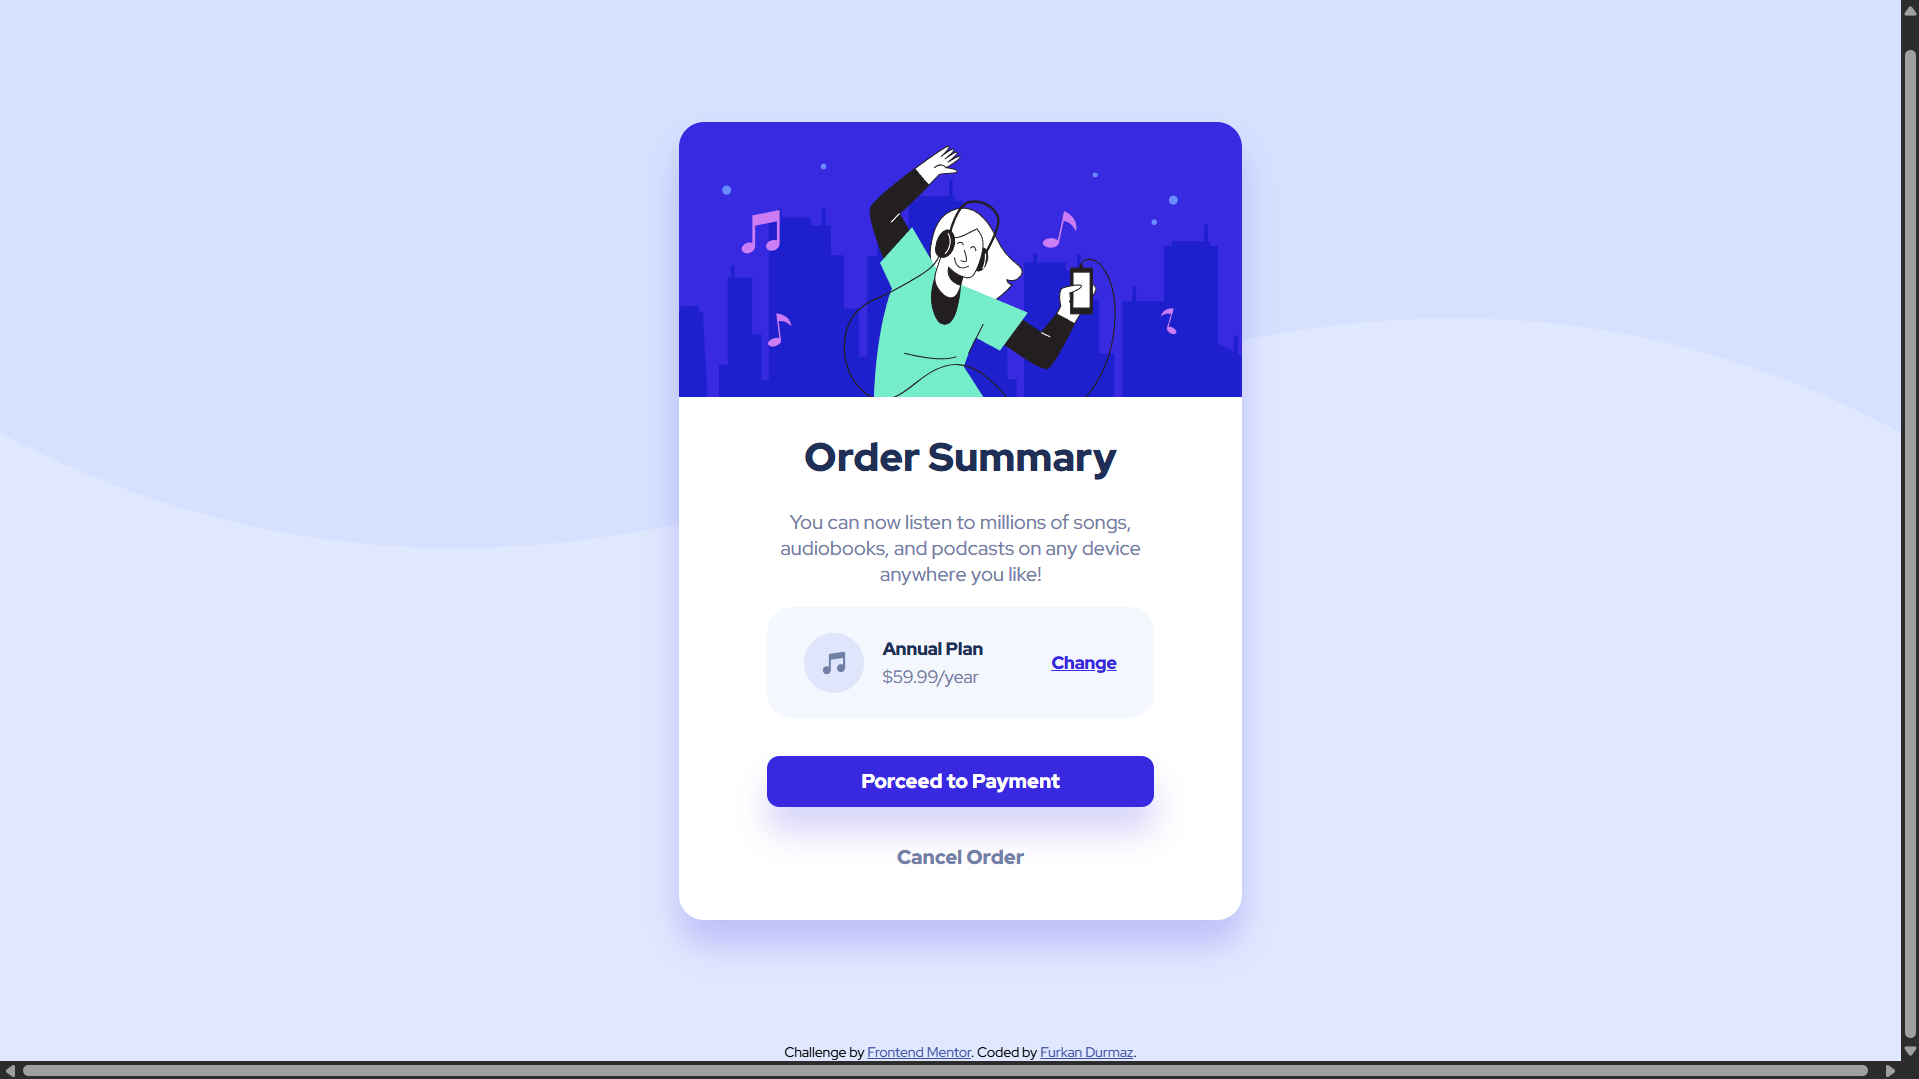 Order Summary
You can now listen to millions of songs,
audiobooks, and podcasts on any device
anywhere you like!
Annual Plan
$59.99/year
Change
Porceed to Payment
Cancel Order
Challenge by Frontend Mentor. Coded by Furkan Durmaz.